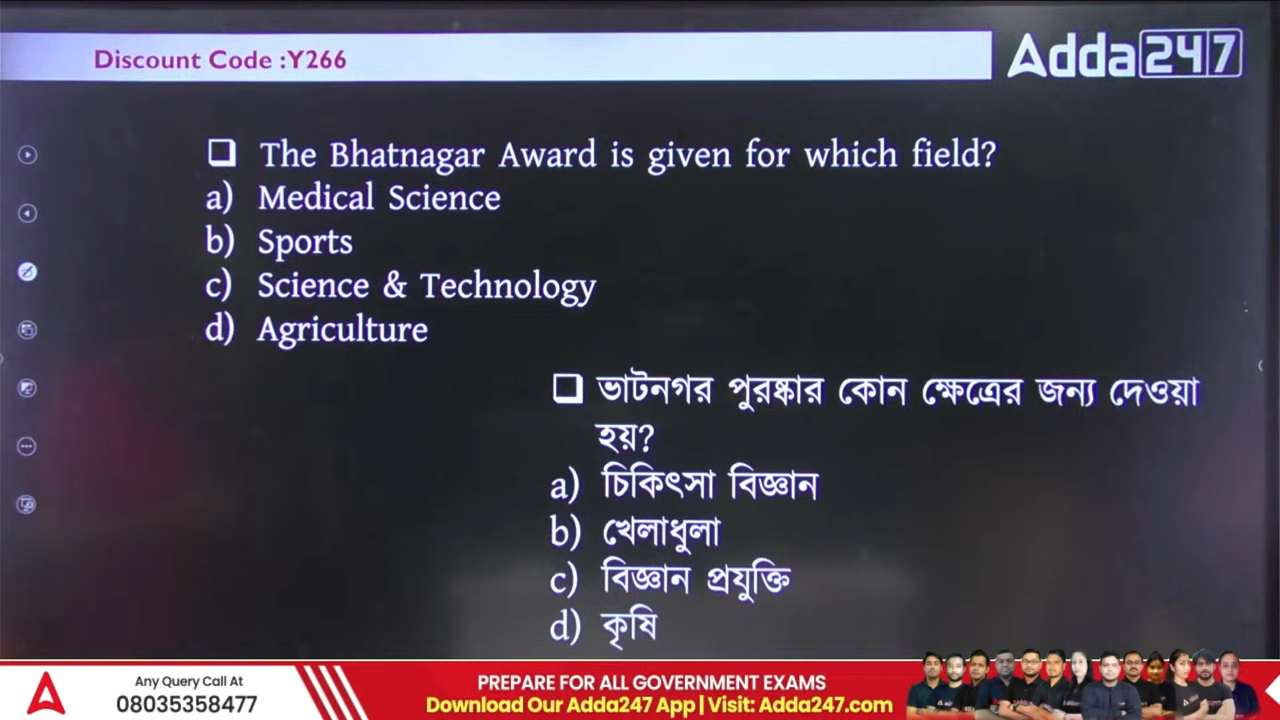 Discount Code :Y266
Adda247
❑ The Bhatnagar Award is given for which field?
a) Medical Science
b) Sports
c) Science & Technology
d) Agriculture
❑ ভাটনগর পুরষ্কার কোন ক্ষেত্রের জন্য দেওয়া
হয়?
a) চিকিৎসা বিজ্ঞান
b) খেলাধুলা
c) বিজ্ঞান প্রযুক্তি
d) কৃষি
Any Query Call At
08035358477
PREPARE FOR ALL GOVERNMENT EXAMS
Download Our Adda247 App | Visit: Adda247.com